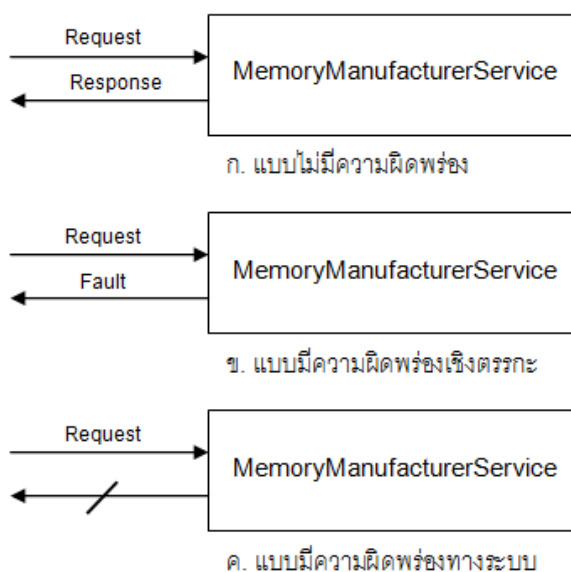 Request
MemoryManufacturerService
Response
ก. แบบไม่มีความผิดพร่อง
Request
MemoryManufacturerService
Fault
ข. แบบมีความผิดพร่องเชิงตรรกะ
Request
MemoryManufacturerService
ค. แบบมีความผิดพร่องทางระบบ